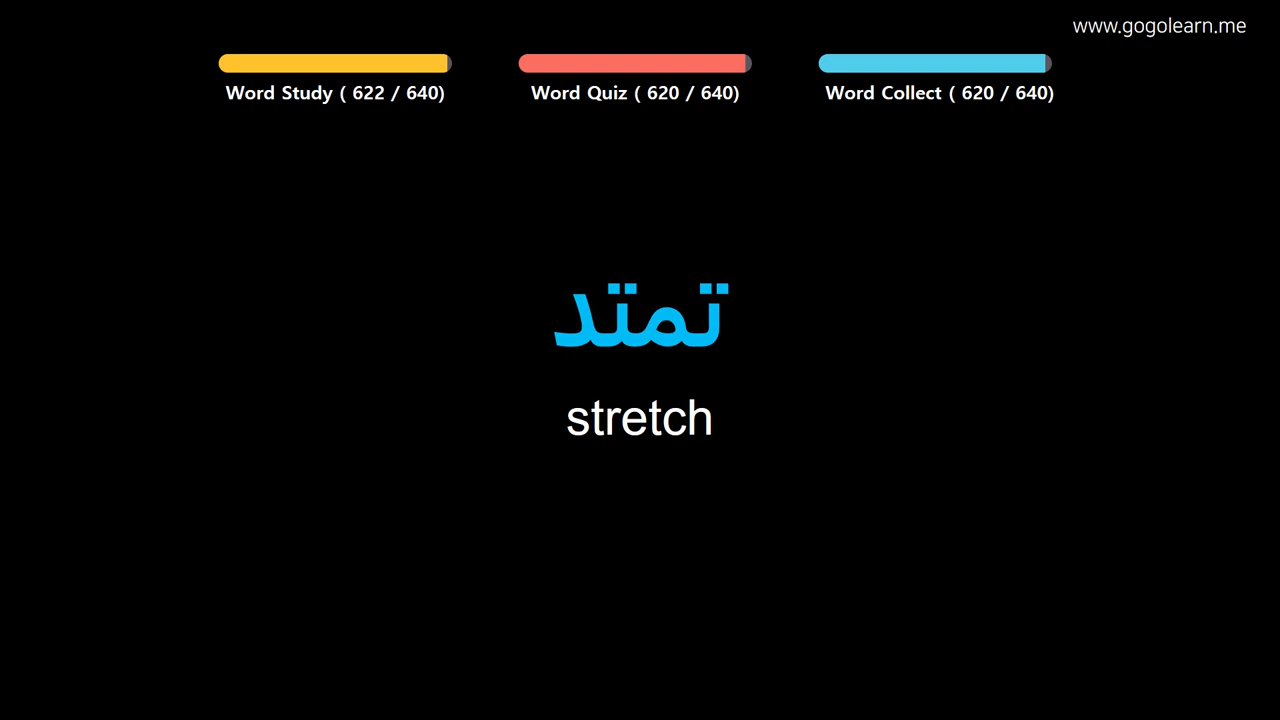 www.gogolearn.me
Word Study ( 622 / 640)
Word Quiz ( 620 / 640)
Word Collect ( 620 / 640)
تمتد
stretch